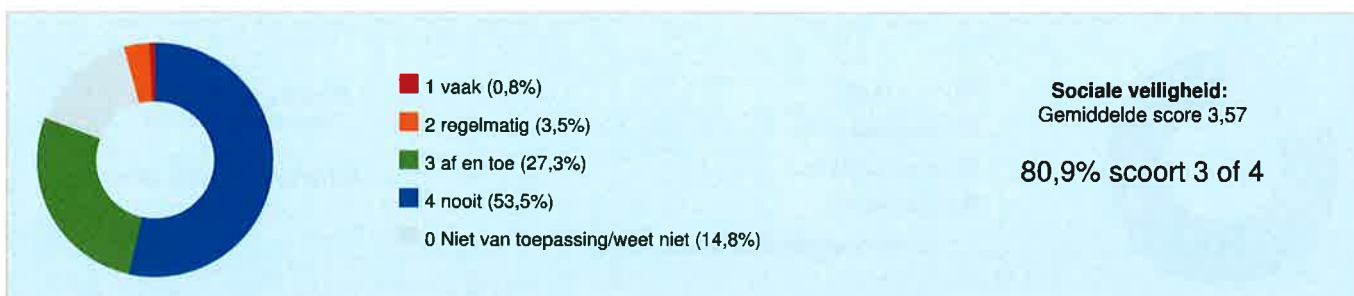 1 vaak (0,8%)
2 regelmatig (3,5%)
3 af en toe (27,3%)
4 nooit (53,5%)
0 Niet van toepassing/weet niet (14,8%)
Sociale veiligheid:
Gemiddelde score 3,57
80,9% scoort 3 of 4